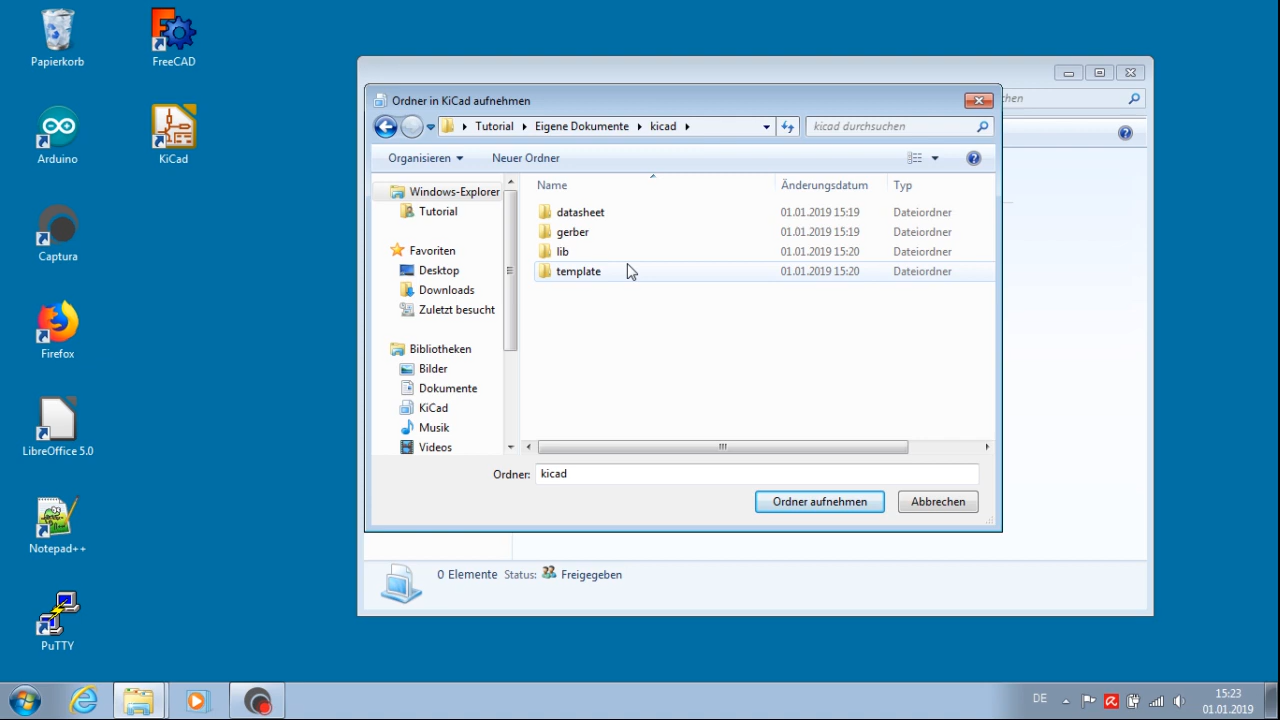 Papierkorb
FreeCAD
Arduino
KiCad
Captura
Firefox
LibreOffice 5.0
Notepad++
PuTTY
chen
Ordner in KiCad aufnehmen
Tutorial
Eigene Dokumente
kicad
kicad durchsuchen
Organisieren
Neuer Ordner
Windows-Explorer
Tutorial
Favoriten
Desktop
Downloads
Zuletzt besucht
Bibliotheken
Bilder
Dokumente
KiCad
Musik
Videos
Name Änderungsdatum Typ
datasheet 01.01.2019 15:19 Dateiordner
gerber 01.01.2019 15:19 Dateiordner
lib 01.01.2019 15:20 Dateiordner
template 01.01.2019 15:20 Dateiordner
Ordner: kicad
Ordner aufnehmen
Abbrechen
0 Elemente Status: Freigegeben
DE
15:23
01.01.2019